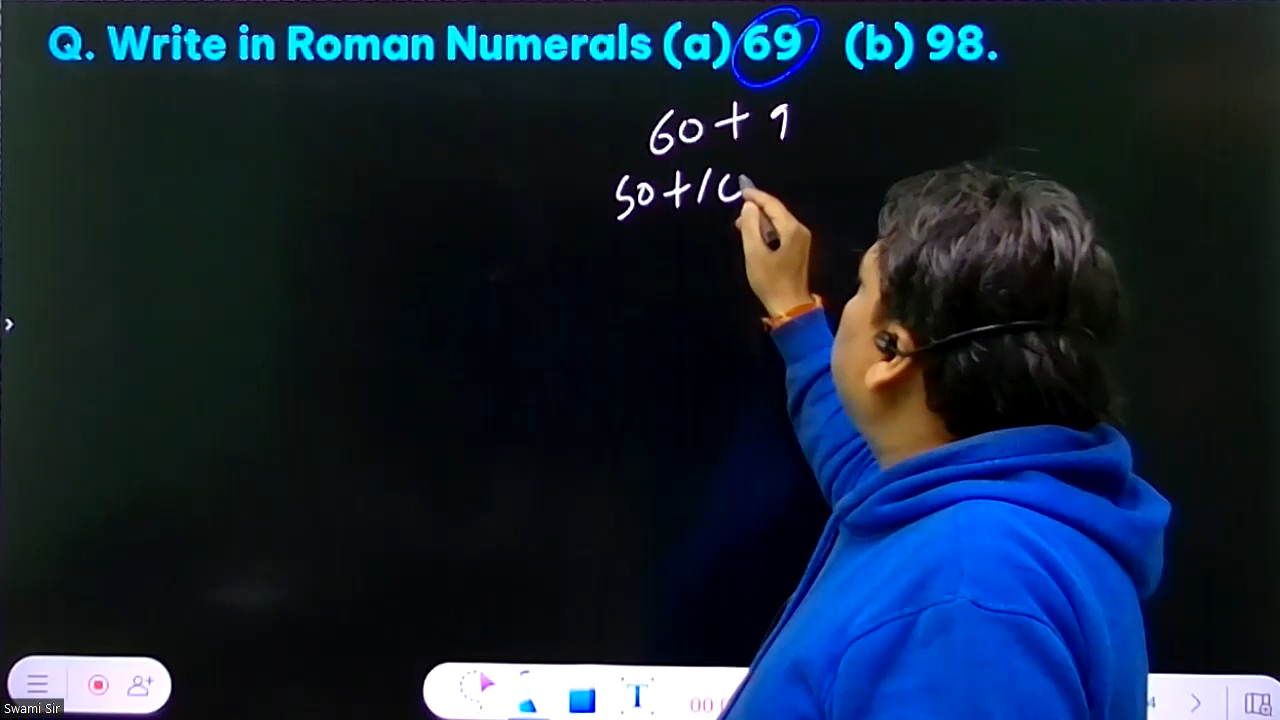 Q. Write in Roman Numerals (a) 69 (b) 98.
60 + 9
50 + 10
T
Swami Sir